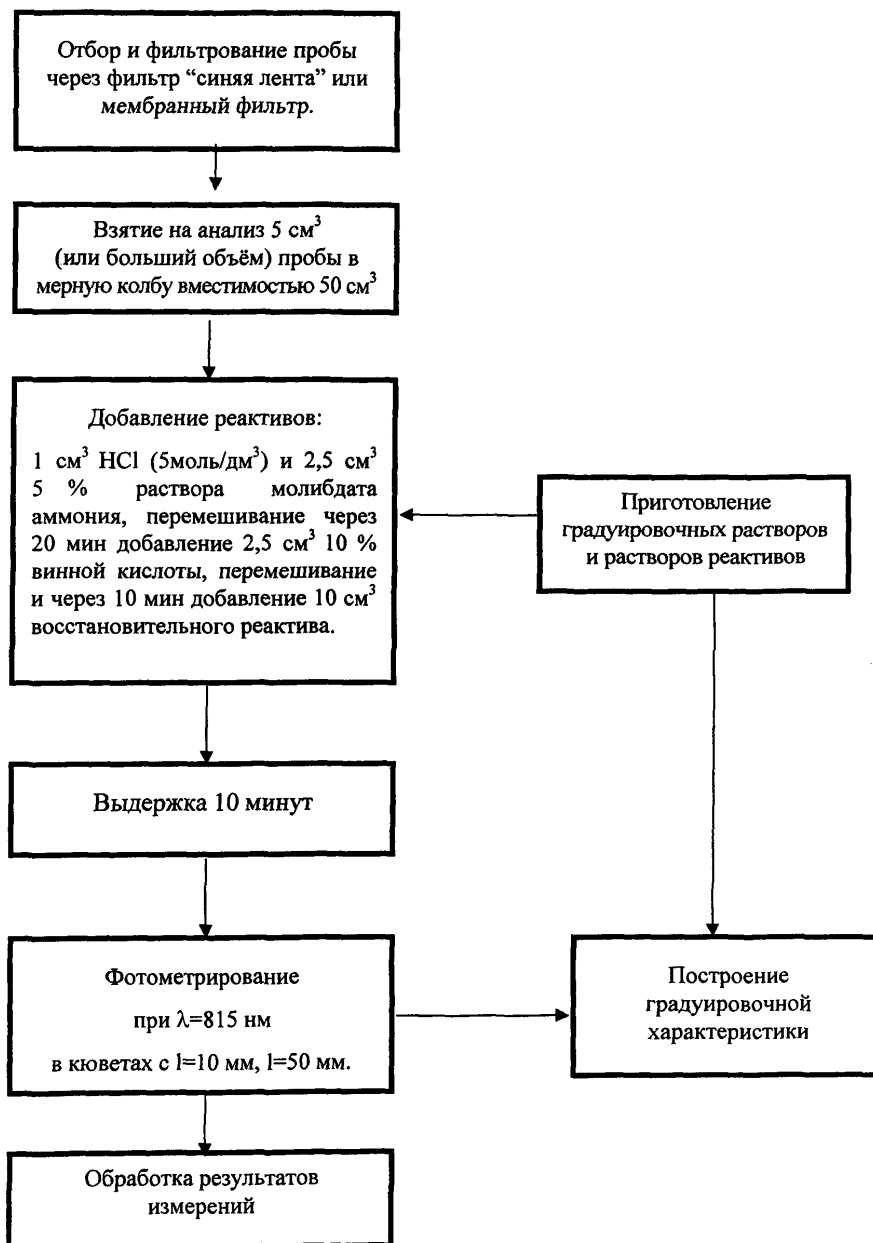 Отбор и фильтрование пробы
через фильтр “синяя лента” или
мембранный фильтр.
Взятие на анализ 5 см³
(или больший объём) пробы в
мерную колбу вместимостью 50 см³
Добавление реактивов:
1 см³ HCl (5моль/дм³) и 2,5 см³
5 % раствора молибдата
аммония, перемешивание через
20 мин добавление 2,5 см³ 10 %
винной кислоты, перемешивание
и через 10 мин добавление 10 см³
восстановительного реактива.
Приготовление
градуировочных растворов
и растворов реактивов
Выдержка 10 минут
Фотометрирование
при λ=815 нм
в кюветах с l=10 мм, l=50 мм.
Построение
градуировочной
характеристики
Обработка результатов
измерений